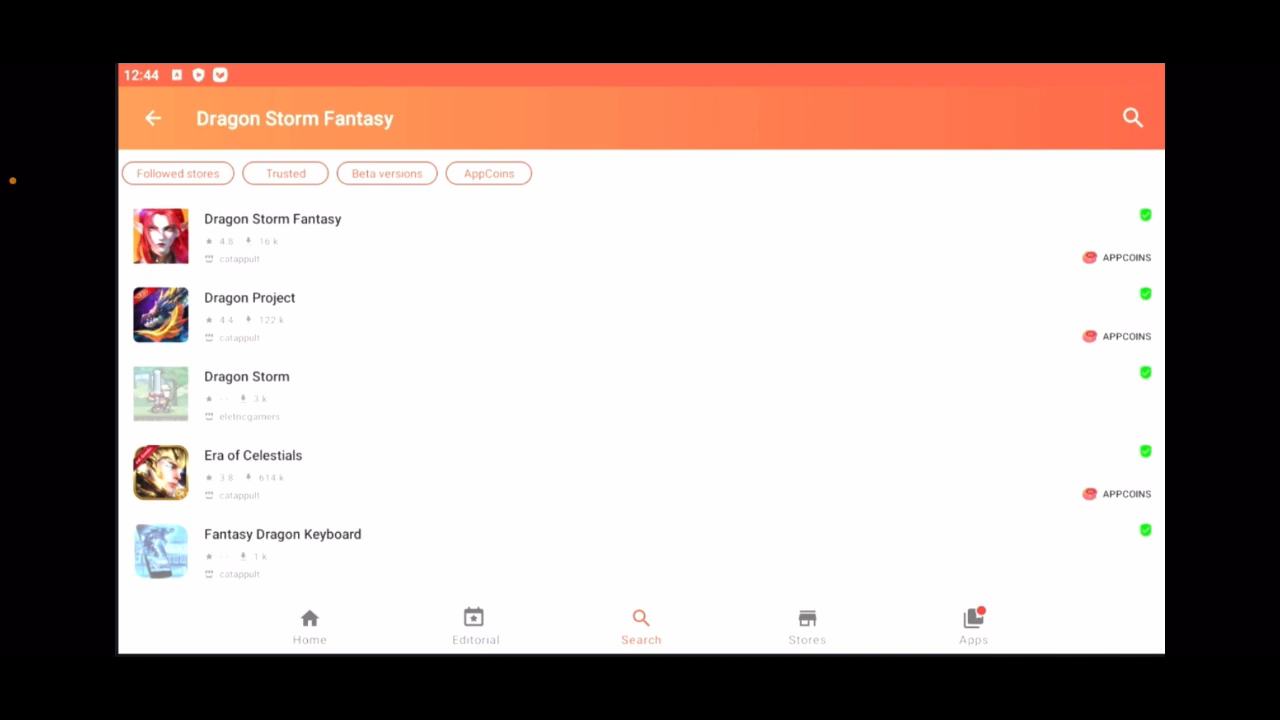 12:44
Dragon Storm Fantasy
Followed stores
Trusted
Beta versions
AppCoins
Dragon Storm Fantasy
4.8 16 k
catappult
APPCOINS
Dragon Project
4.4 122 k
catappult
APPCOINS
Dragon Storm
-- 3 k
eletricgamers
Era of Celestials
3.8 614 k
catappult
APPCOINS
Fantasy Dragon Keyboard
-- 1 k
catappult
Home
Editorial
Search
Stores
Apps